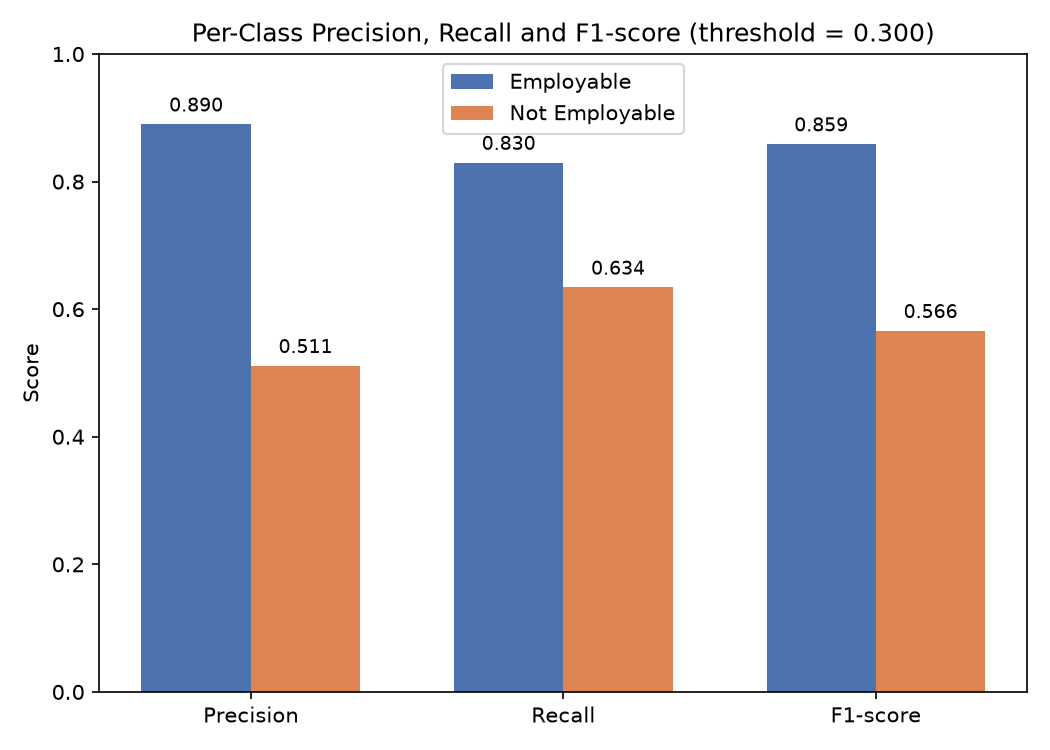 Per-Class Precision, Recall and F1-score (threshold = 0.300)
Employable
Not Employable
Score
1.0
0.8
0.6
0.4
0.2
0.0
0.890
0.511
0.830
0.634
0.859
0.566
Precision
Recall
F1-score